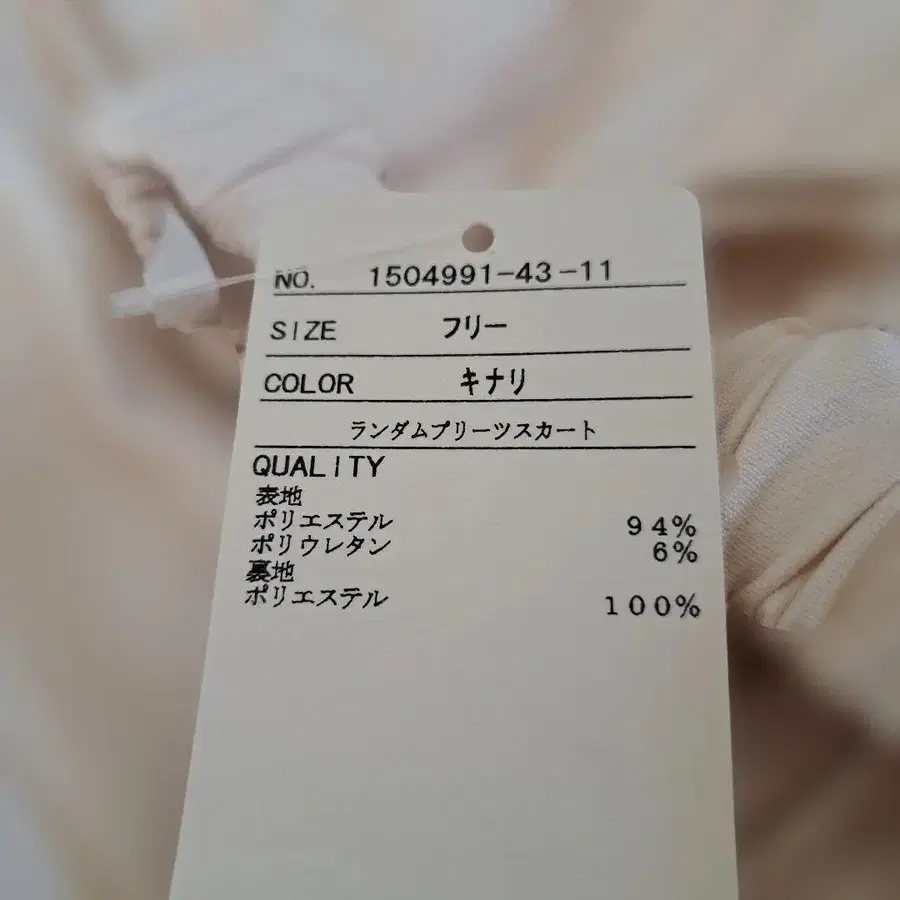 NO. 1504991-43-11
SIZE フリー
COLOR キナリ
ランダムプリーツスカート
QUALITY
表地
ポリエステル 94%
ポリウレタン 6%
裏地
ポリエステル 100%